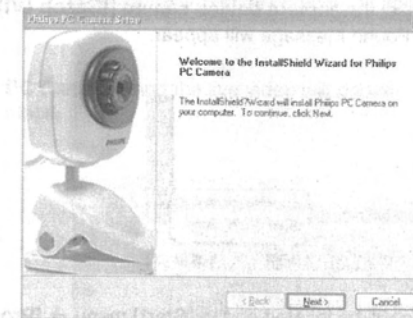 Philips PC Camera Setup
Welcome to the InstallShield Wizard for Philips
PC Camera
The InstallShield?Wizard will install Philips PC Camera on
your computer. To continue, click Next.
PHILIPS
< Back
Next >
Cancel